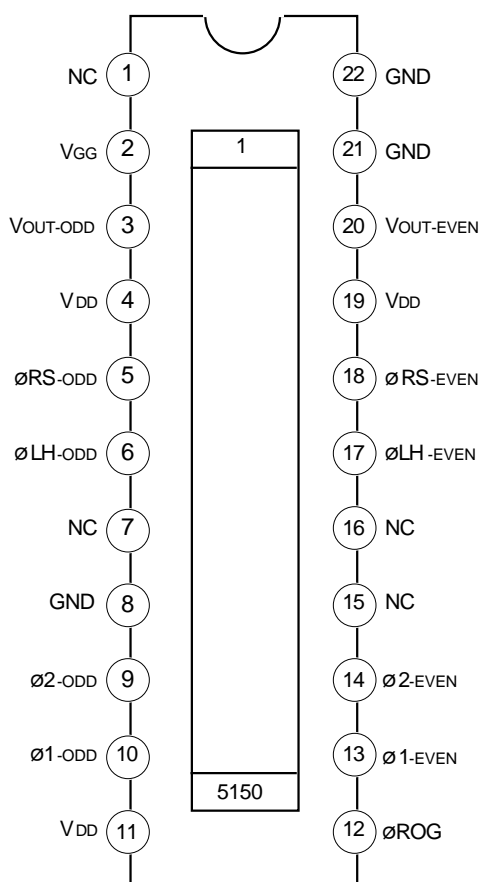 NC 1 22 GND
VGG 2 1 21 GND
VOUT-ODD 3 20 VOUT-EVEN
VDD 4 19 VDD
øRS-ODD 5 18 øRS-EVEN
øLH-ODD 6 17 øLH-EVEN
NC 7 16 NC
GND 8 15 NC
ø2-ODD 9 14 ø2-EVEN
ø1-ODD 10 13 ø1-EVEN
5150
VDD 11 12 øROG